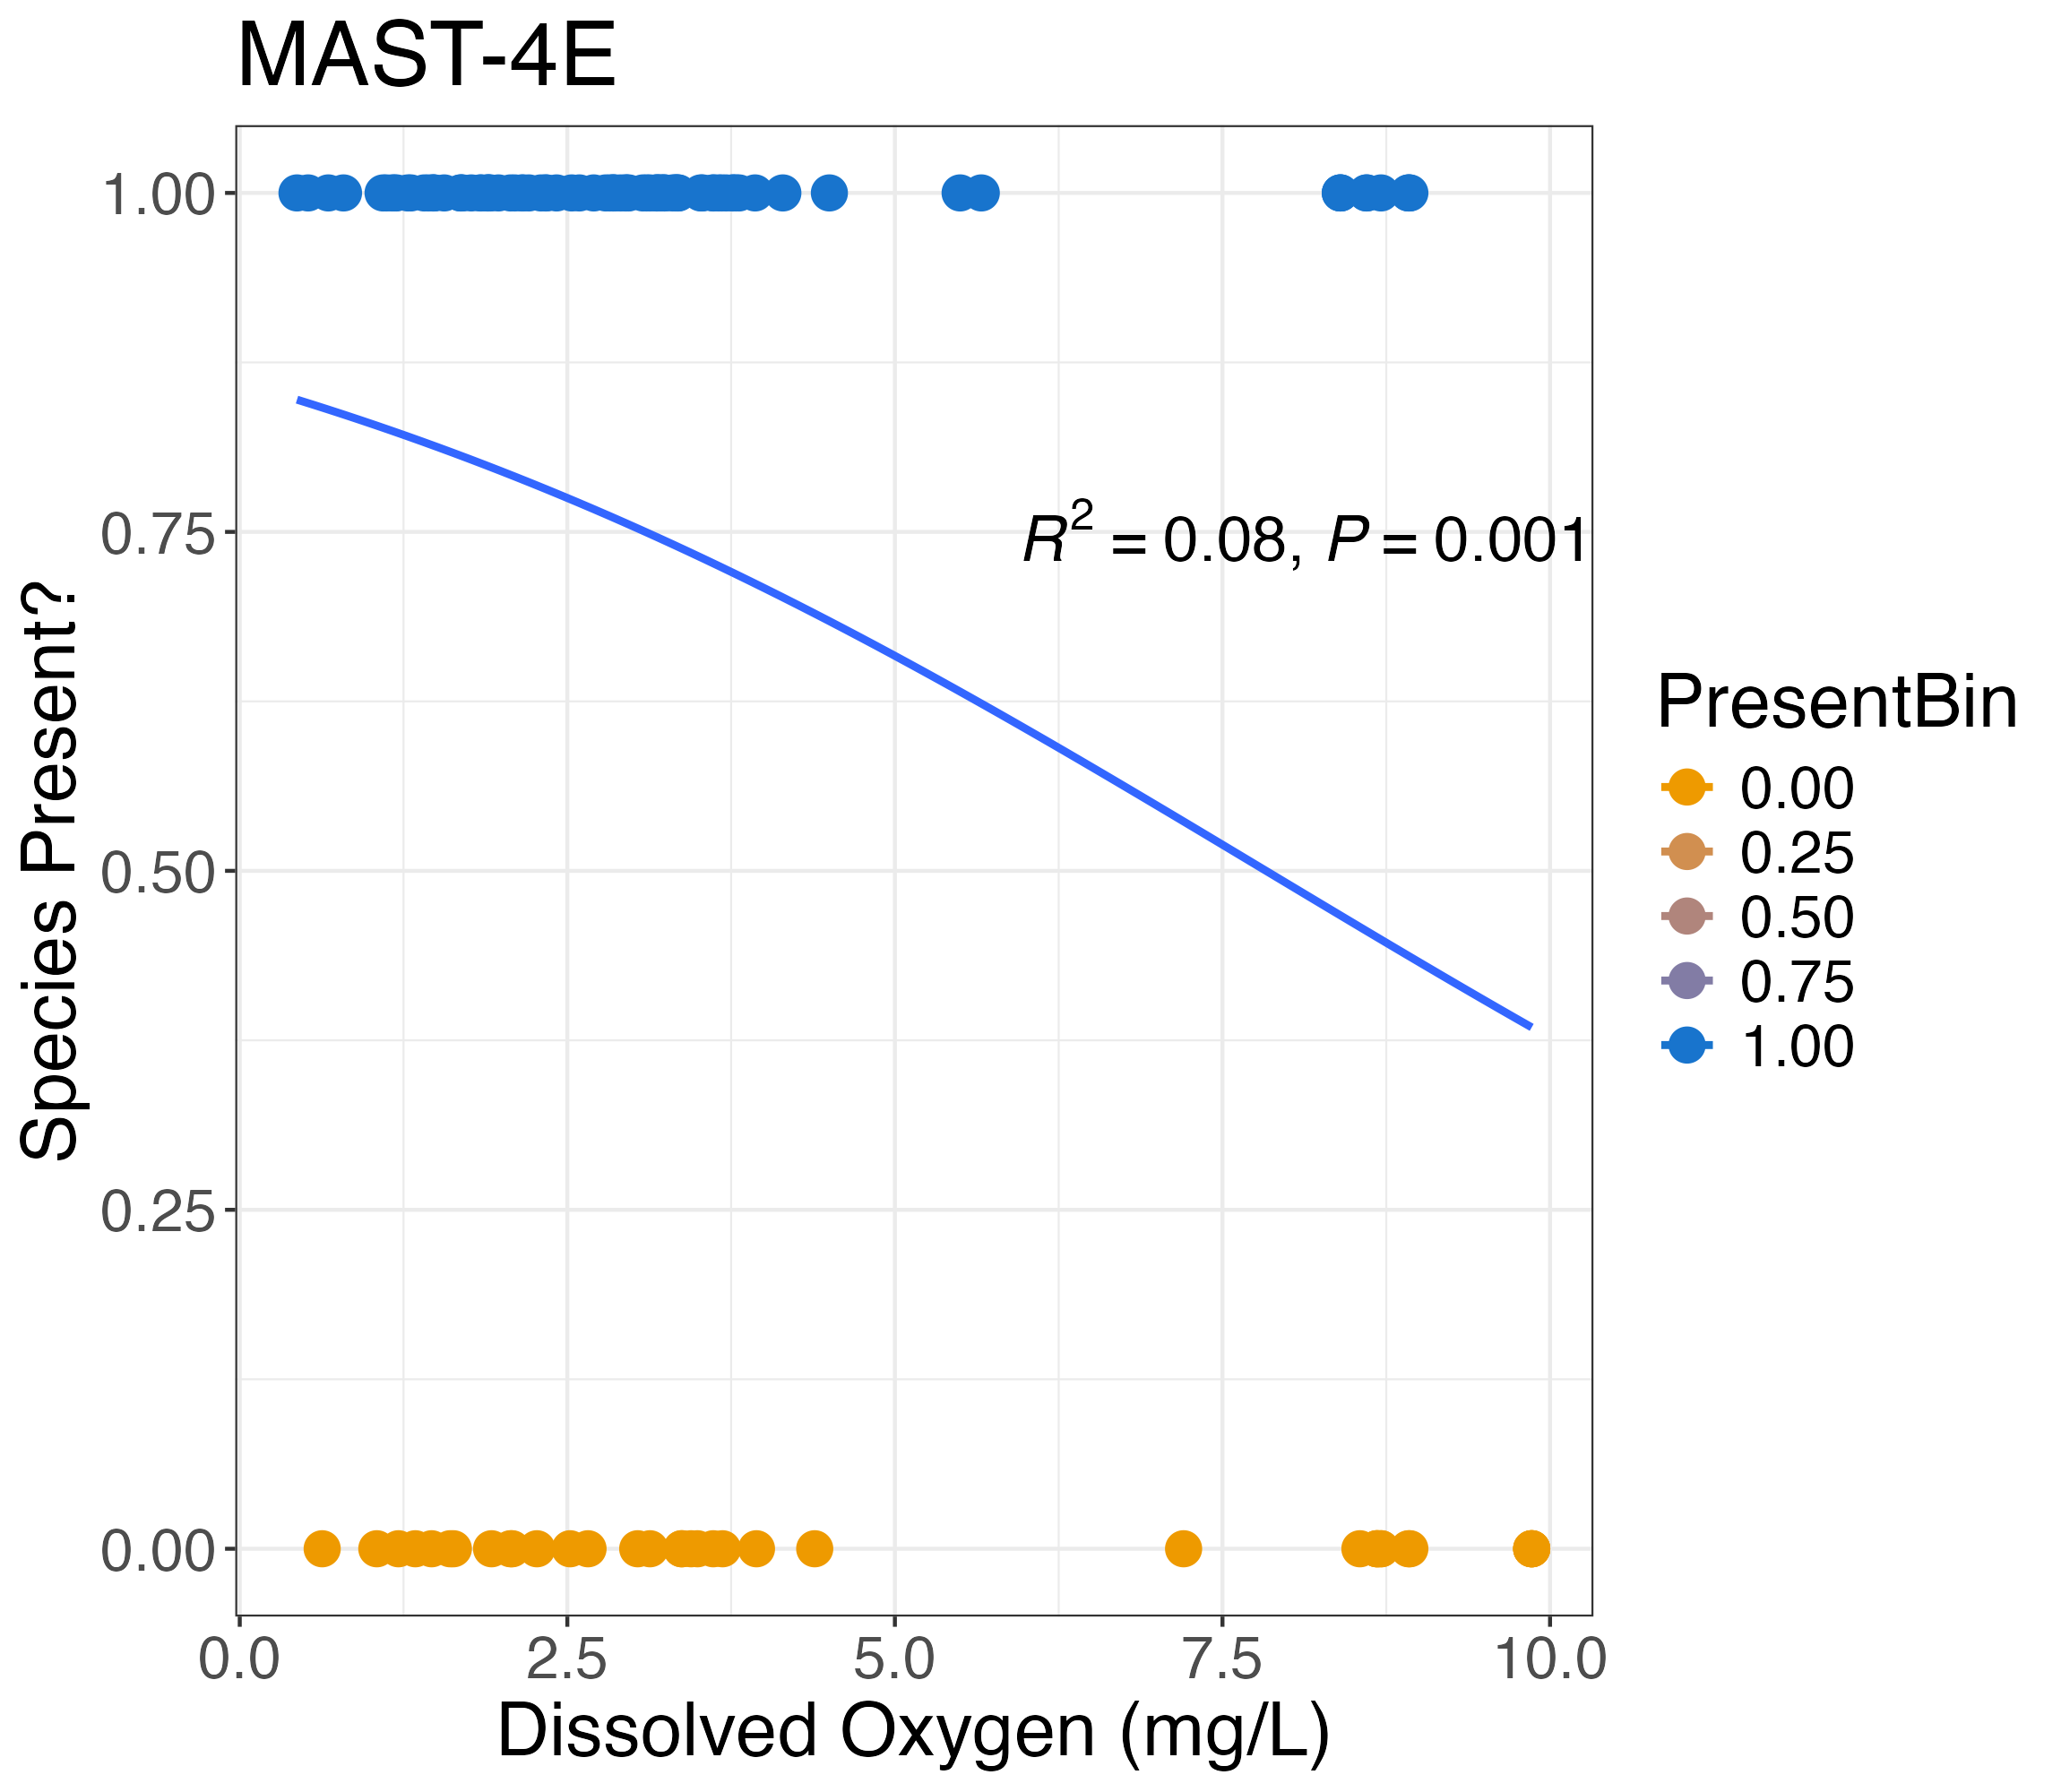 MAST-4E
1.00
0.75
0.50
0.25
0.00
Species Present?
R2 = 0.08, P = 0.001
0.0 2.5 5.0 7.5 10.0
Dissolved Oxygen (mg/L)
PresentBin
0.00
0.25
0.50
0.75
1.00